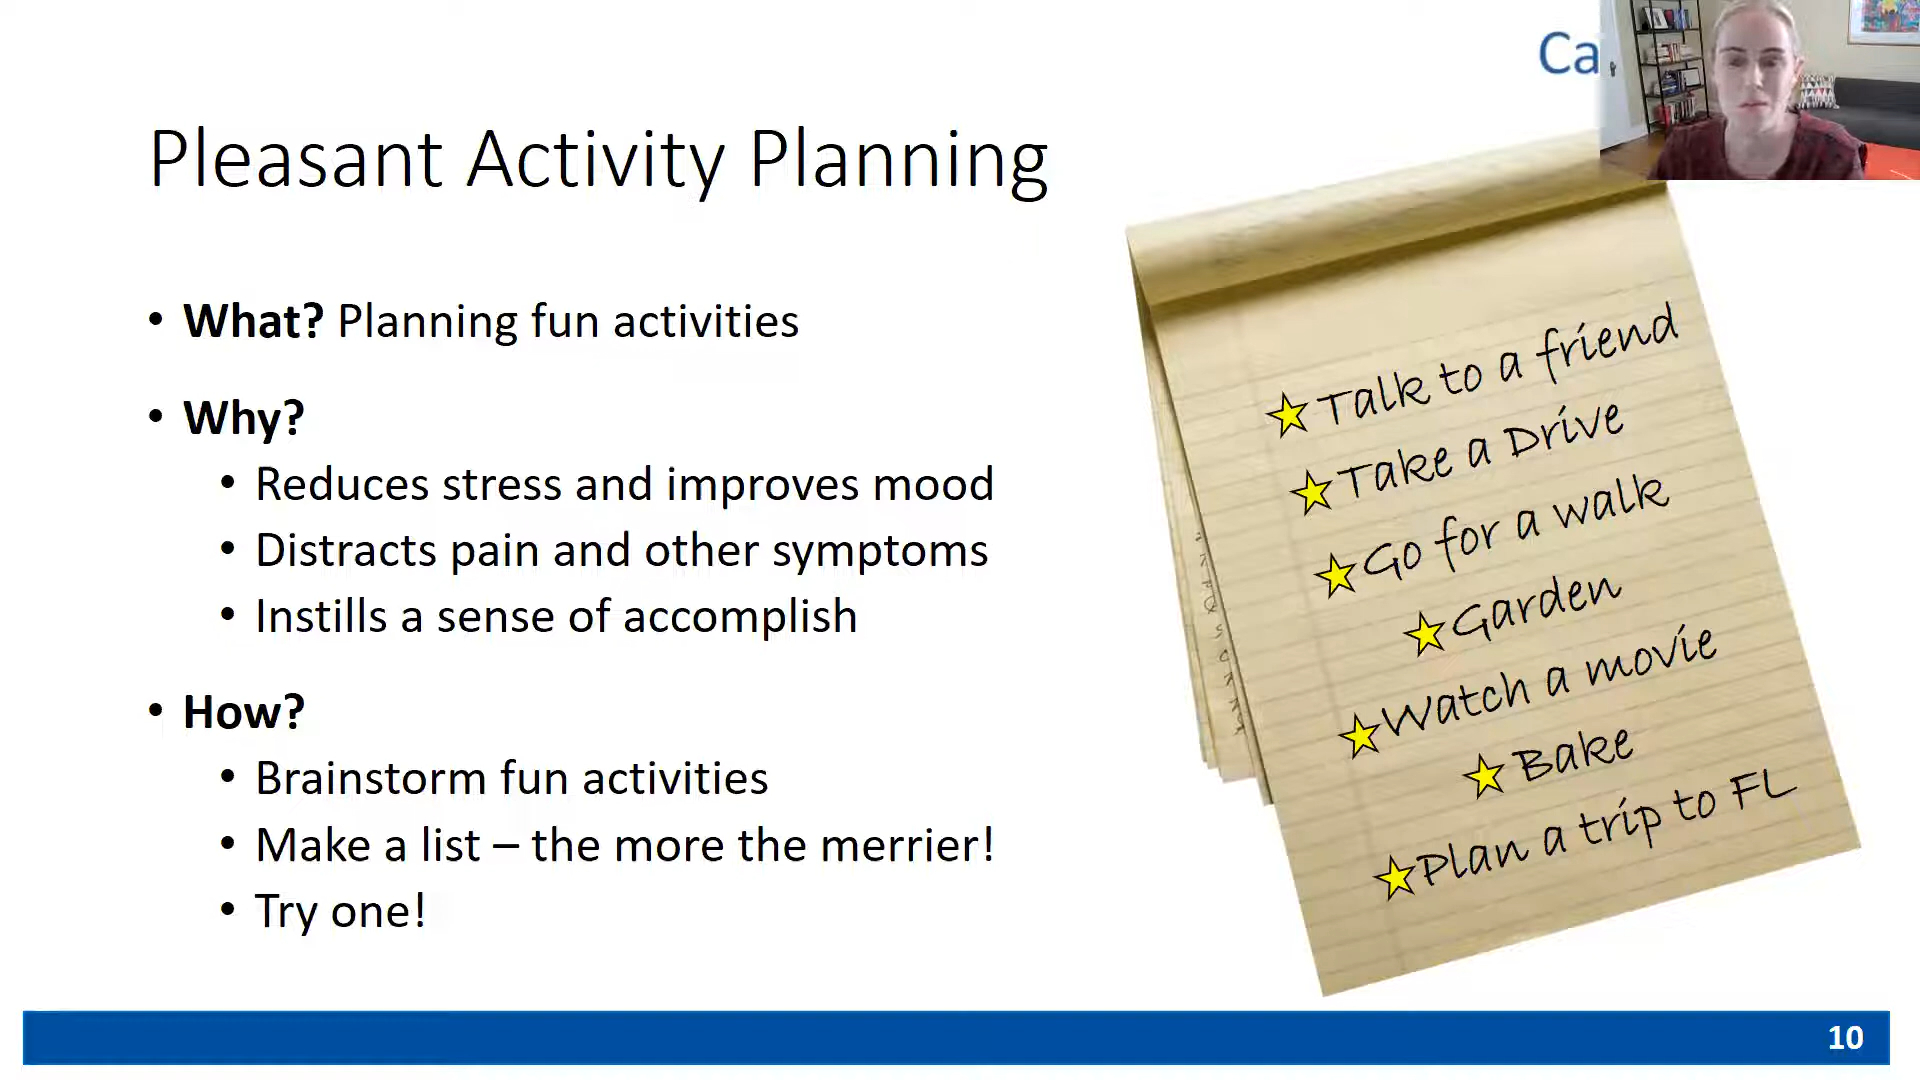 Ca
Pleasant Activity Planning
• What? Planning fun activities
• Why?
• Reduces stress and improves mood
• Distracts pain and other symptoms
• Instills a sense of accomplish
• How?
• Brainstorm fun activities
• Make a list – the more the merrier!
• Try one!
Talk to a friend
Take a Drive
Go for a walk
Garden
Watch a movie
Bake
Plan a trip to FL
10